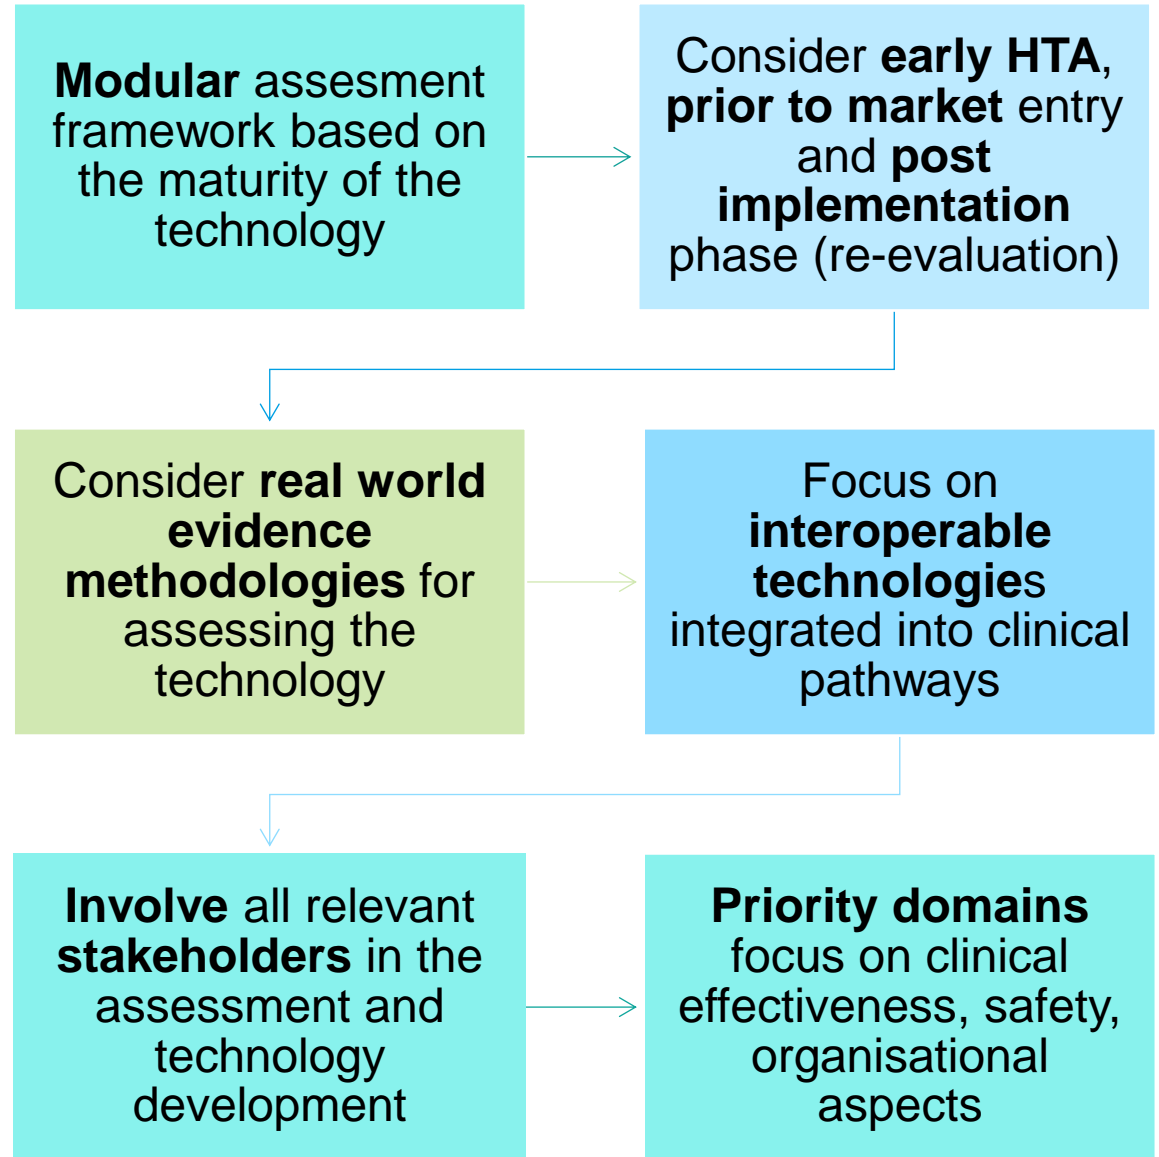 Modular assesment
framework based on
the maturity of the
technology
Consider early HTA,
prior to market entry
and post
implementation
phase (re-evaluation)
Consider real world
evidence
methodologies for
assessing the
technology
Focus on
interoperable
technologies
integrated into clinical
pathways
Involve all relevant
stakeholders in the
assessment and
technology
development
Priority domains
focus on clinical
effectiveness, safety,
organisational
aspects